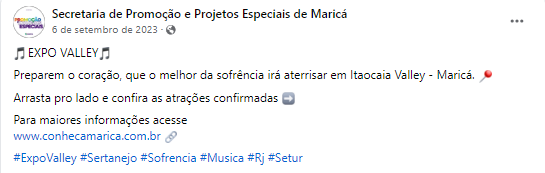 Secretaria de Promoção e Projetos Especiais de Maricá
6 de setembro de 2023 ·
🎵EXPO VALLEY🎵
Preparem o coração, que o melhor da sofrência irá aterrisar em Itaocaia Valley - Maricá. 📍
Arrasta pro lado e confira as atrações confirmadas ➡️
Para maiores informações acesse
www.conhecamarica.com.br 🔗
#ExpoValley #Sertanejo #Sofrencia #Musica #Rj #Setur